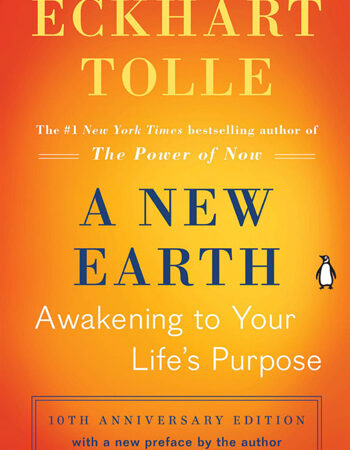 ECKHART
TOLLE
The #1 New York Times bestselling author of
The Power of Now
A NEW
EARTH
Awakening to Your
Life's Purpose
10TH ANNIVERSARY EDITION
with a new preface by the author